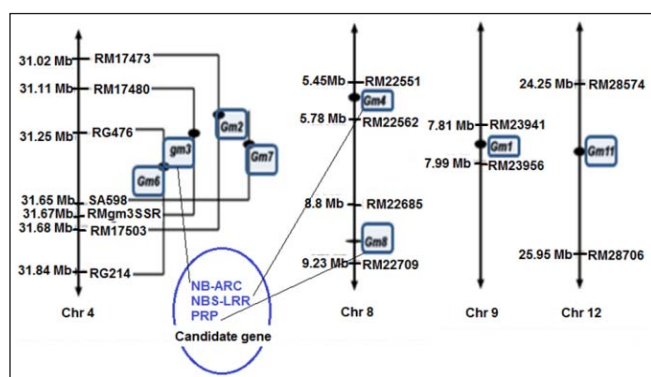 31.02 Mb RM17473
31.11 Mb RM17480
31.25 Mb RG476
Gm2
gm3
Gm7
Gm6
31.65 Mb SA598
31.67Mb RMgm3SSR
31.68 Mb RM17503
31.84 Mb RG214
Chr 4
NB-ARC
NBS-LRR
PRP
Candidate gene
5.45Mb RM22551
Gm4
5.78 Mb RM22562
8.8 Mb RM22685
Gm8
9.23 Mb RM22709
Chr 8
7.81 Mb RM23941
Gm1
7.99 Mb RM23956
Chr 9
24.25 Mb RM28574
Gm11
25.95 Mb RM28706
Chr 12